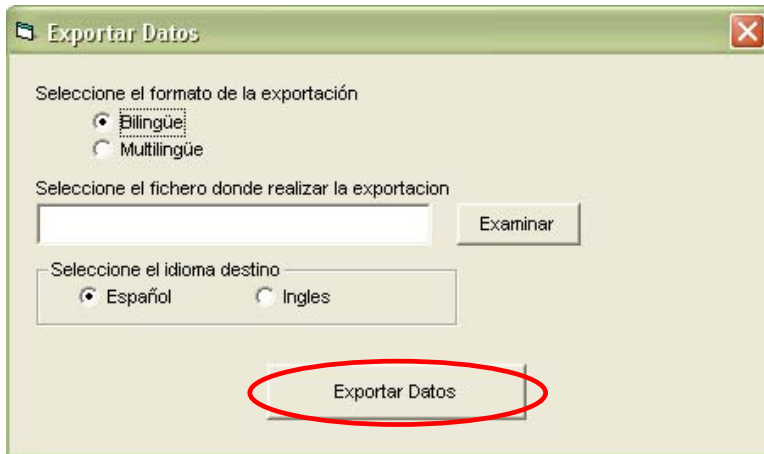 Exportar Datos
Seleccione el formato de la exportación
Bilingüe
Multilingüe
Seleccione el fichero donde realizar la exportacion
Examinar
Seleccione el idioma destino
Español Ingles
Exportar Datos